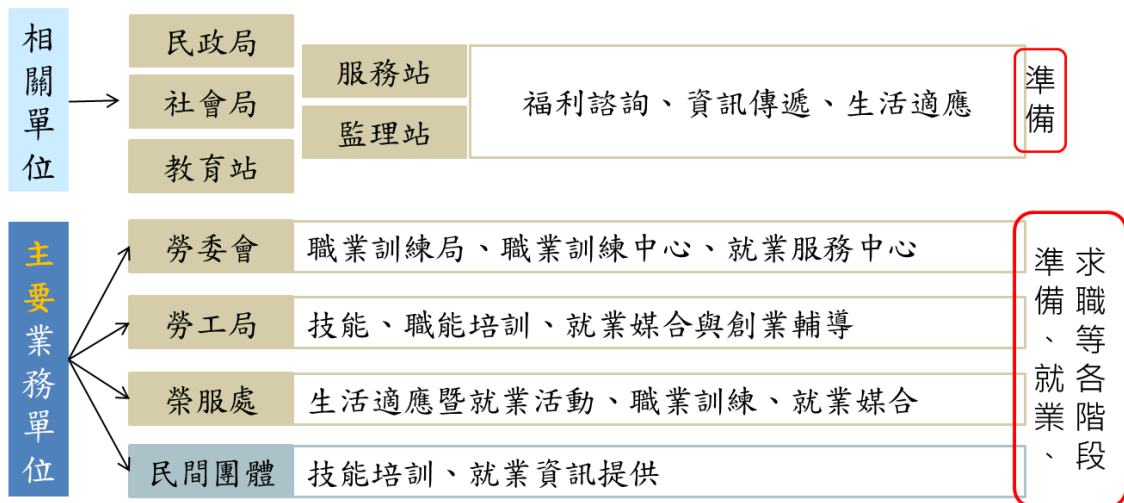 相關單位
民政局
社會局
教育站
服務站
監理站
福利諮詢、資訊傳遞、生活適應
準備
主要業務單位
勞委會
職業訓練局、職業訓練中心、就業服務中心
勞工局
技能、職能培訓、就業媒合與創業輔導
榮服處
生活適應暨就業活動、職業訓練、就業媒合
民間團體
技能培訓、就業資訊提供
準備、就業、
求職等各階段